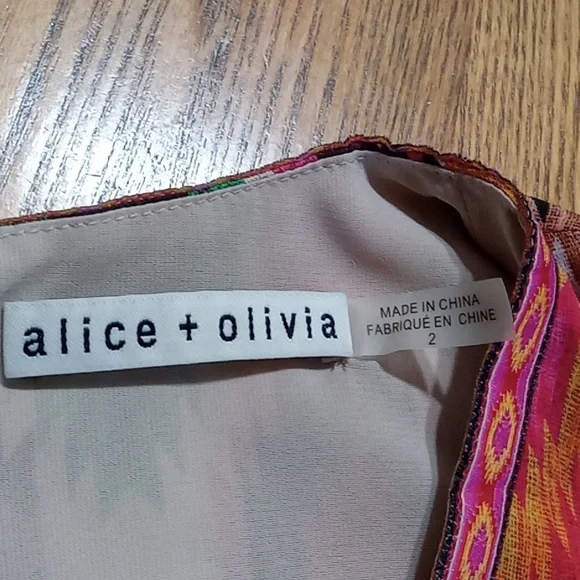 alice + olivia
MADE IN CHINA
FABRIQUÉ EN CHINE
2